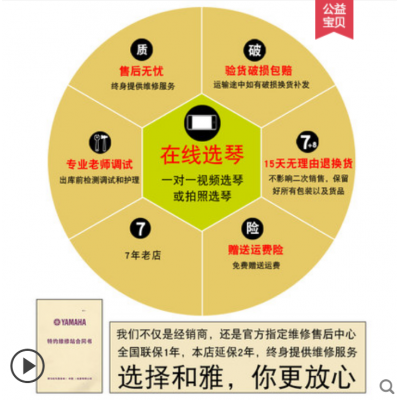 公益
宝贝
质
售后无忧
终身提供维修服务
破
验货破损包赔
运输途中如有破损换货补发
专业老师调试
出库前检测调试和护理
在线选琴
一对一视频选琴
或拍照选琴
7+8
15天无理由退换货
不影响二次销售，保留
好所有包装以及货品
7
7年老店
险
赠送运费险
免费赠送运费
YAMAHA
特约维修站合同书
我们不仅是经销商，还是官方指定维修售后中心
全国联保1年，本店延保2年，终身提供维修服务
选择和雅，你更放心